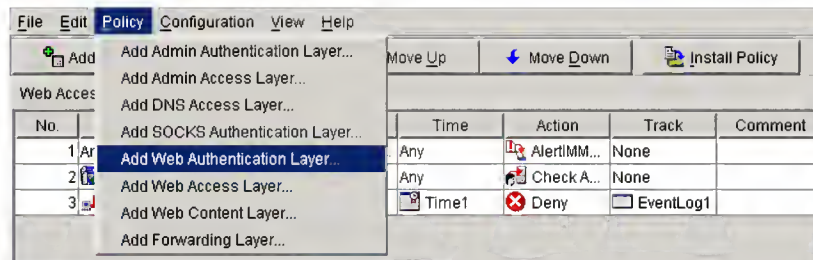 File Edit Policy Configuration View Help
Add Move Up Move Down Install Policy
Add Admin Authentication Layer...
Add Admin Access Layer...
Add DNS Access Layer...
Add SOCKS Authentication Layer...
Add Web Authentication Layer...
Add Web Access Layer...
Add Web Content Layer...
Add Forwarding Layer...
Web Acces
No. Time Action Track Comment
1 Any AlertIMM... None
2 Any Check A... None
3 Time1 Deny EventLog1